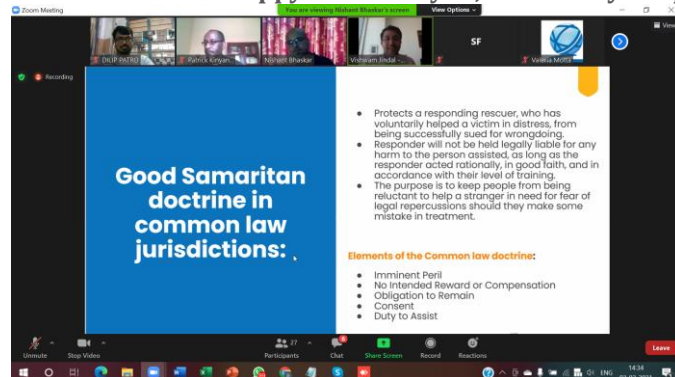 Zoom Meeting
You are viewing Nishant Bhaskar's screen
View Options
View
DILIP PATRO
Patrick Kinyan...
Nishant Bhaskar
Vishwam Jindal -...
SF
Valeria Motta
Recording
Good Samaritan
doctrine in
common law
jurisdictions:
● Protects a responding rescuer, who has
voluntarily helped a victim in distress, from
being successfully sued for wrongdoing.
● Responder will not be held legally liable for any
harm to the person assisted, as long as the
responder acted rationally, in good faith, and in
accordance with their level of training.
● The purpose is to keep people from being
reluctant to help a stranger in need for fear of
legal repercussions should they make some
mistake in treatment.
Elements of the Common law doctrine:
● Imminent Peril
● No Intended Reward or Compensation
● Obligation to Remain
● Consent
● Duty to Assist
Unmute
Stop Video
27
Participants
Chat
Share Screen
Record
Reactions
Leave
ENG
14:34